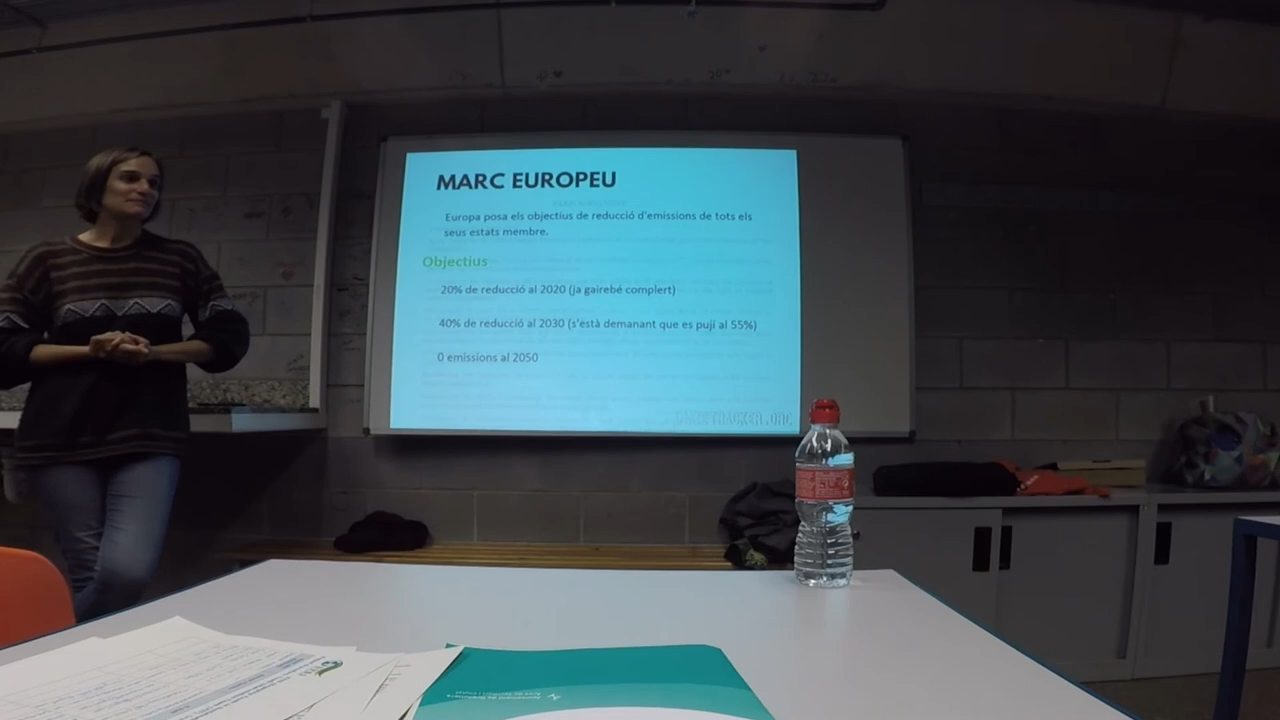 MARC EUROPEU
Europa posa els objectius de reducció d'emissions de tots els
seus estats membre.
Objectius
20% de reducció al 2020 (ja gairebé complert)
40% de reducció al 2030 (s'està demanant que es puji al 55%)
0 emissions al 2050